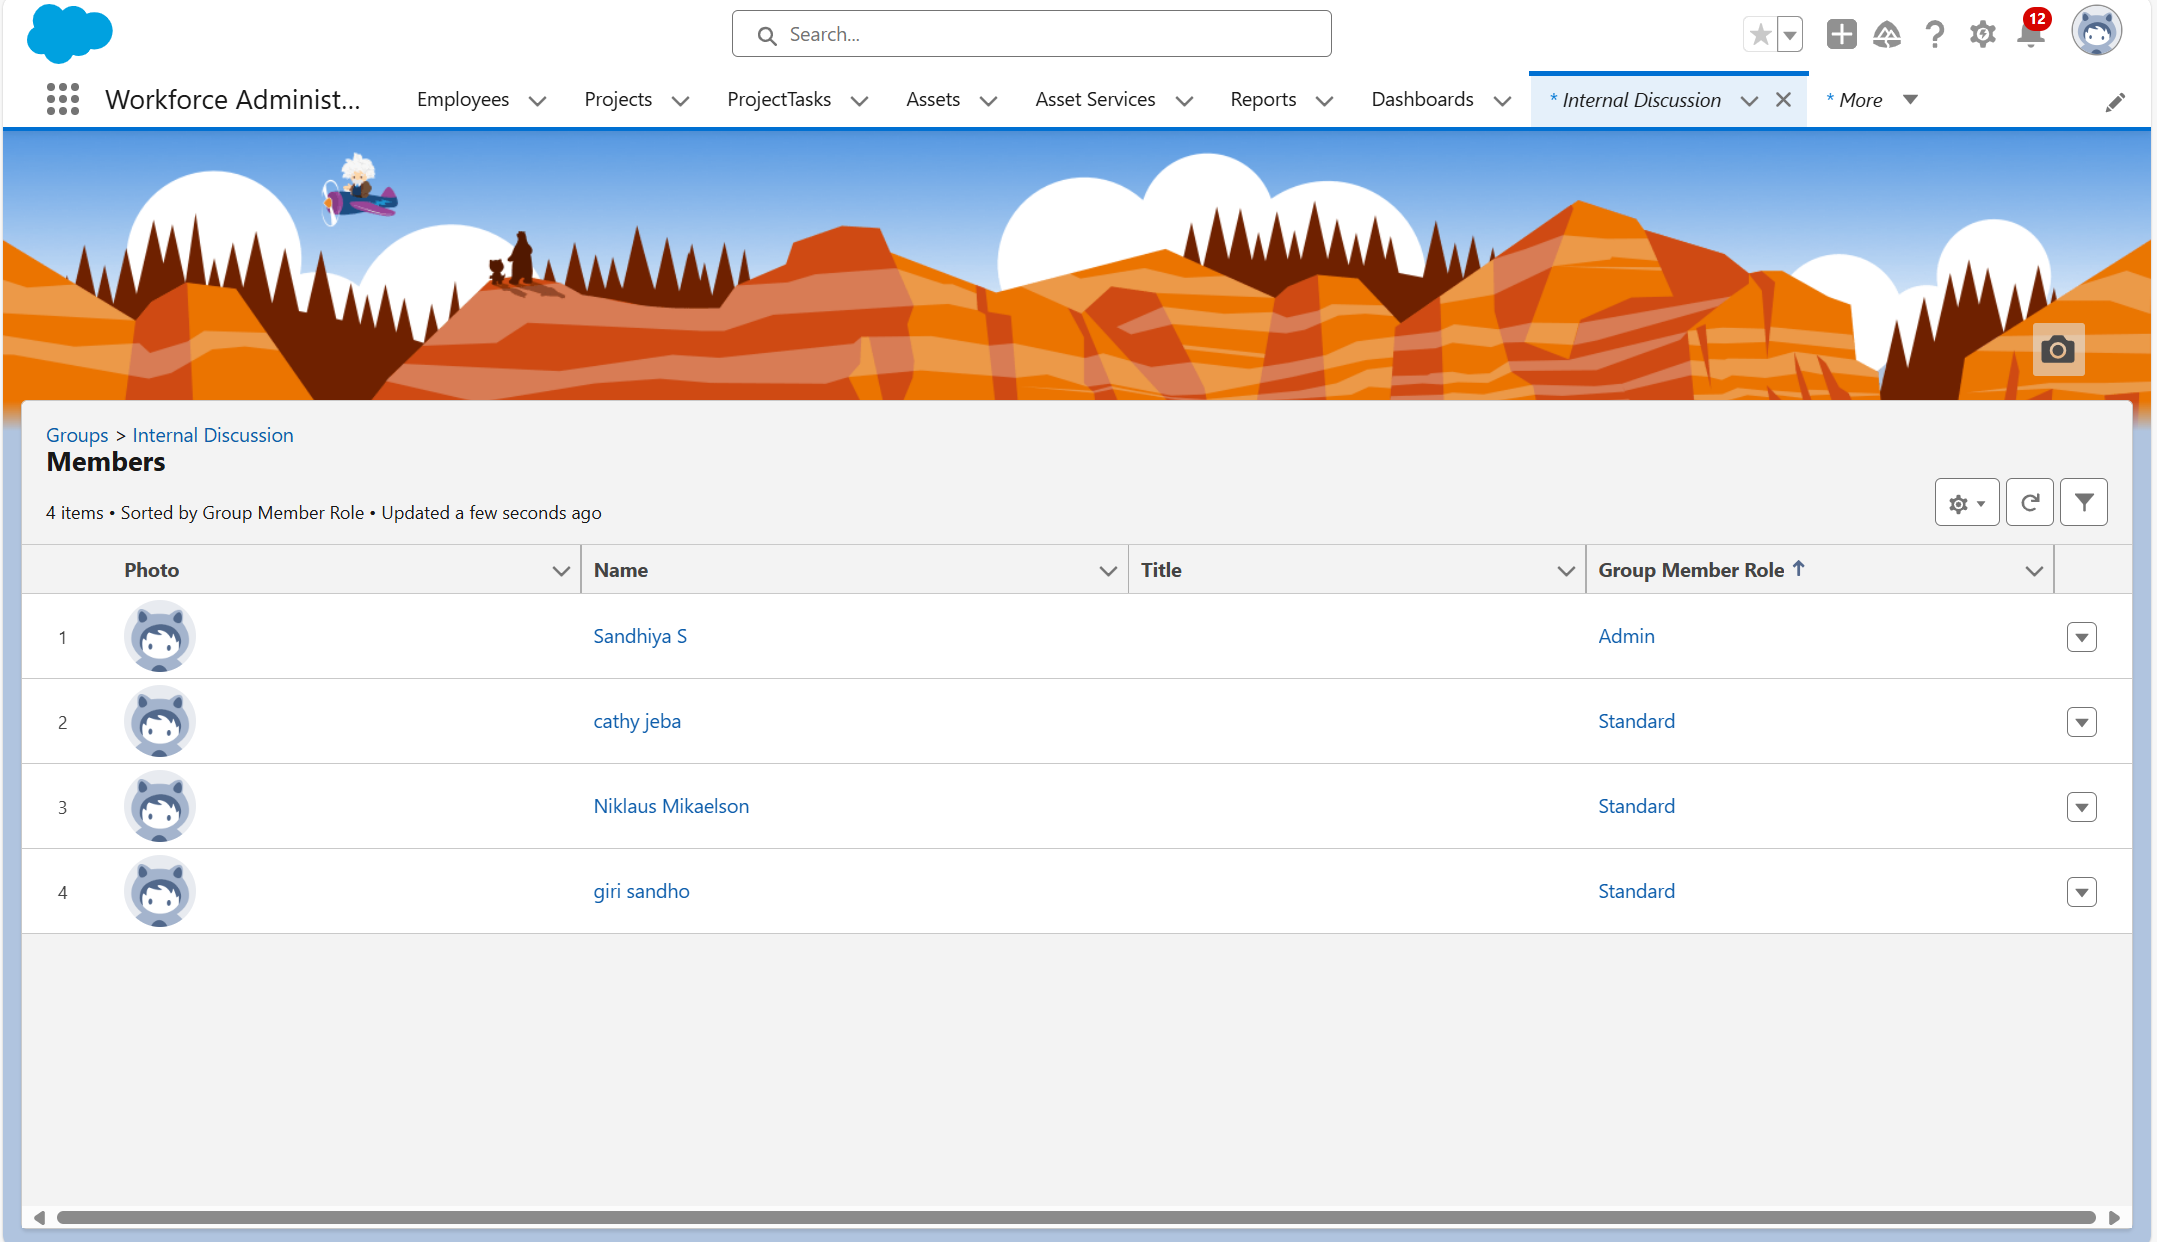 Search...
12
Workforce Administ...
Employees
Projects
ProjectTasks
Assets
Asset Services
Reports
Dashboards
* Internal Discussion
* More
Groups > Internal Discussion
Members
4 items • Sorted by Group Member Role • Updated a few seconds ago
Photo
Name
Title
Group Member Role ↑
1
Sandhiya S
Admin
2
cathy jeba
Standard
3
Niklaus Mikaelson
Standard
4
giri sandho
Standard